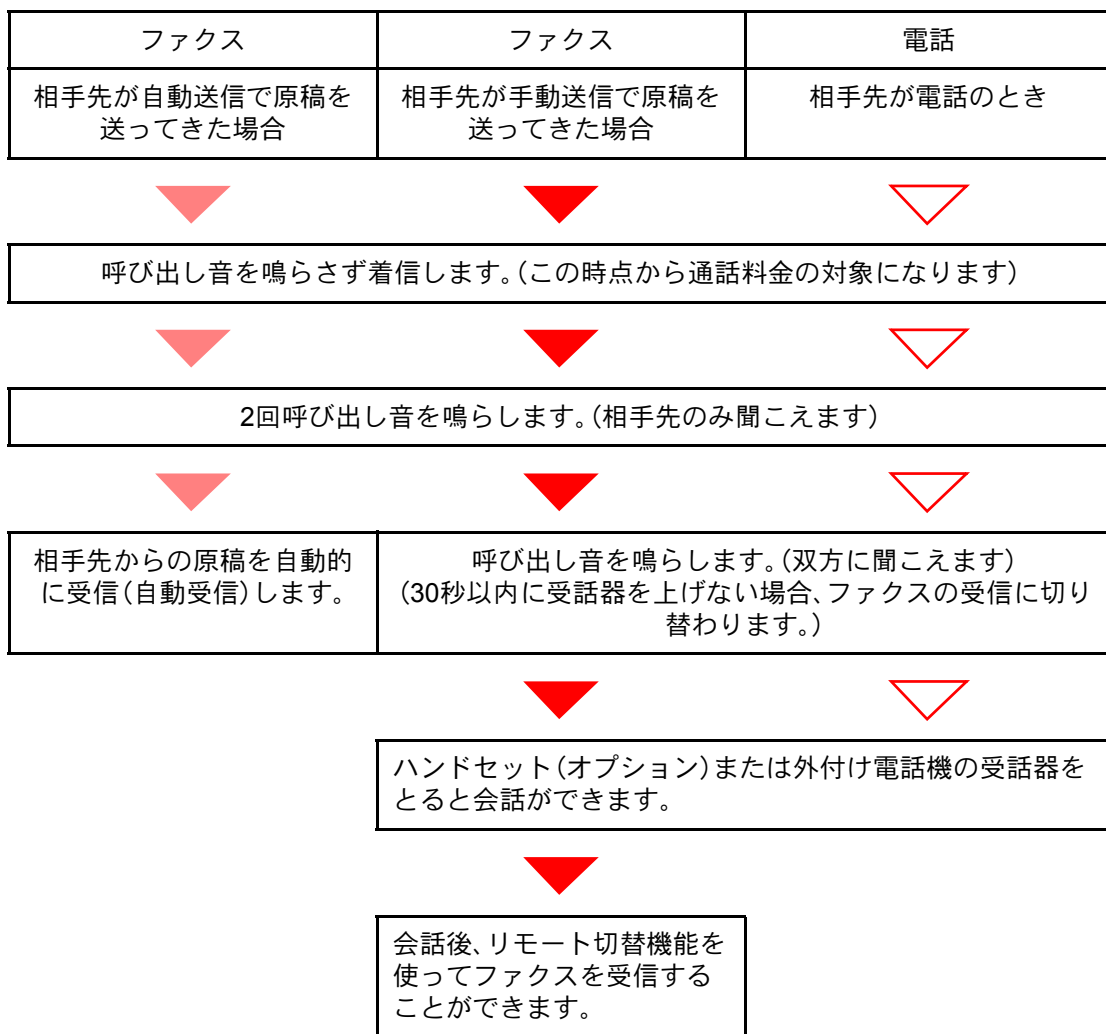 ファクス
ファクス
電話
相手先が自動送信で原稿を
送ってきた場合
相手先が手動送信で原稿を
送ってきた場合
相手先が電話のとき
呼び出し音を鳴らさず着信します。(この時点から通話料金の対象になります)
2回呼び出し音を鳴らします。(相手先のみ聞こえます)
相手先からの原稿を自動的
に受信(自動受信)します。
呼び出し音を鳴らします。(双方に聞こえます)
(30秒以内に受話器を上げない場合、ファクスの受信に切り
替わります。)
ハンドセット(オプション)または外付け電話機の受話器を
とると会話ができます。
会話後、リモート切替機能を
使ってファクスを受信する
ことができます。